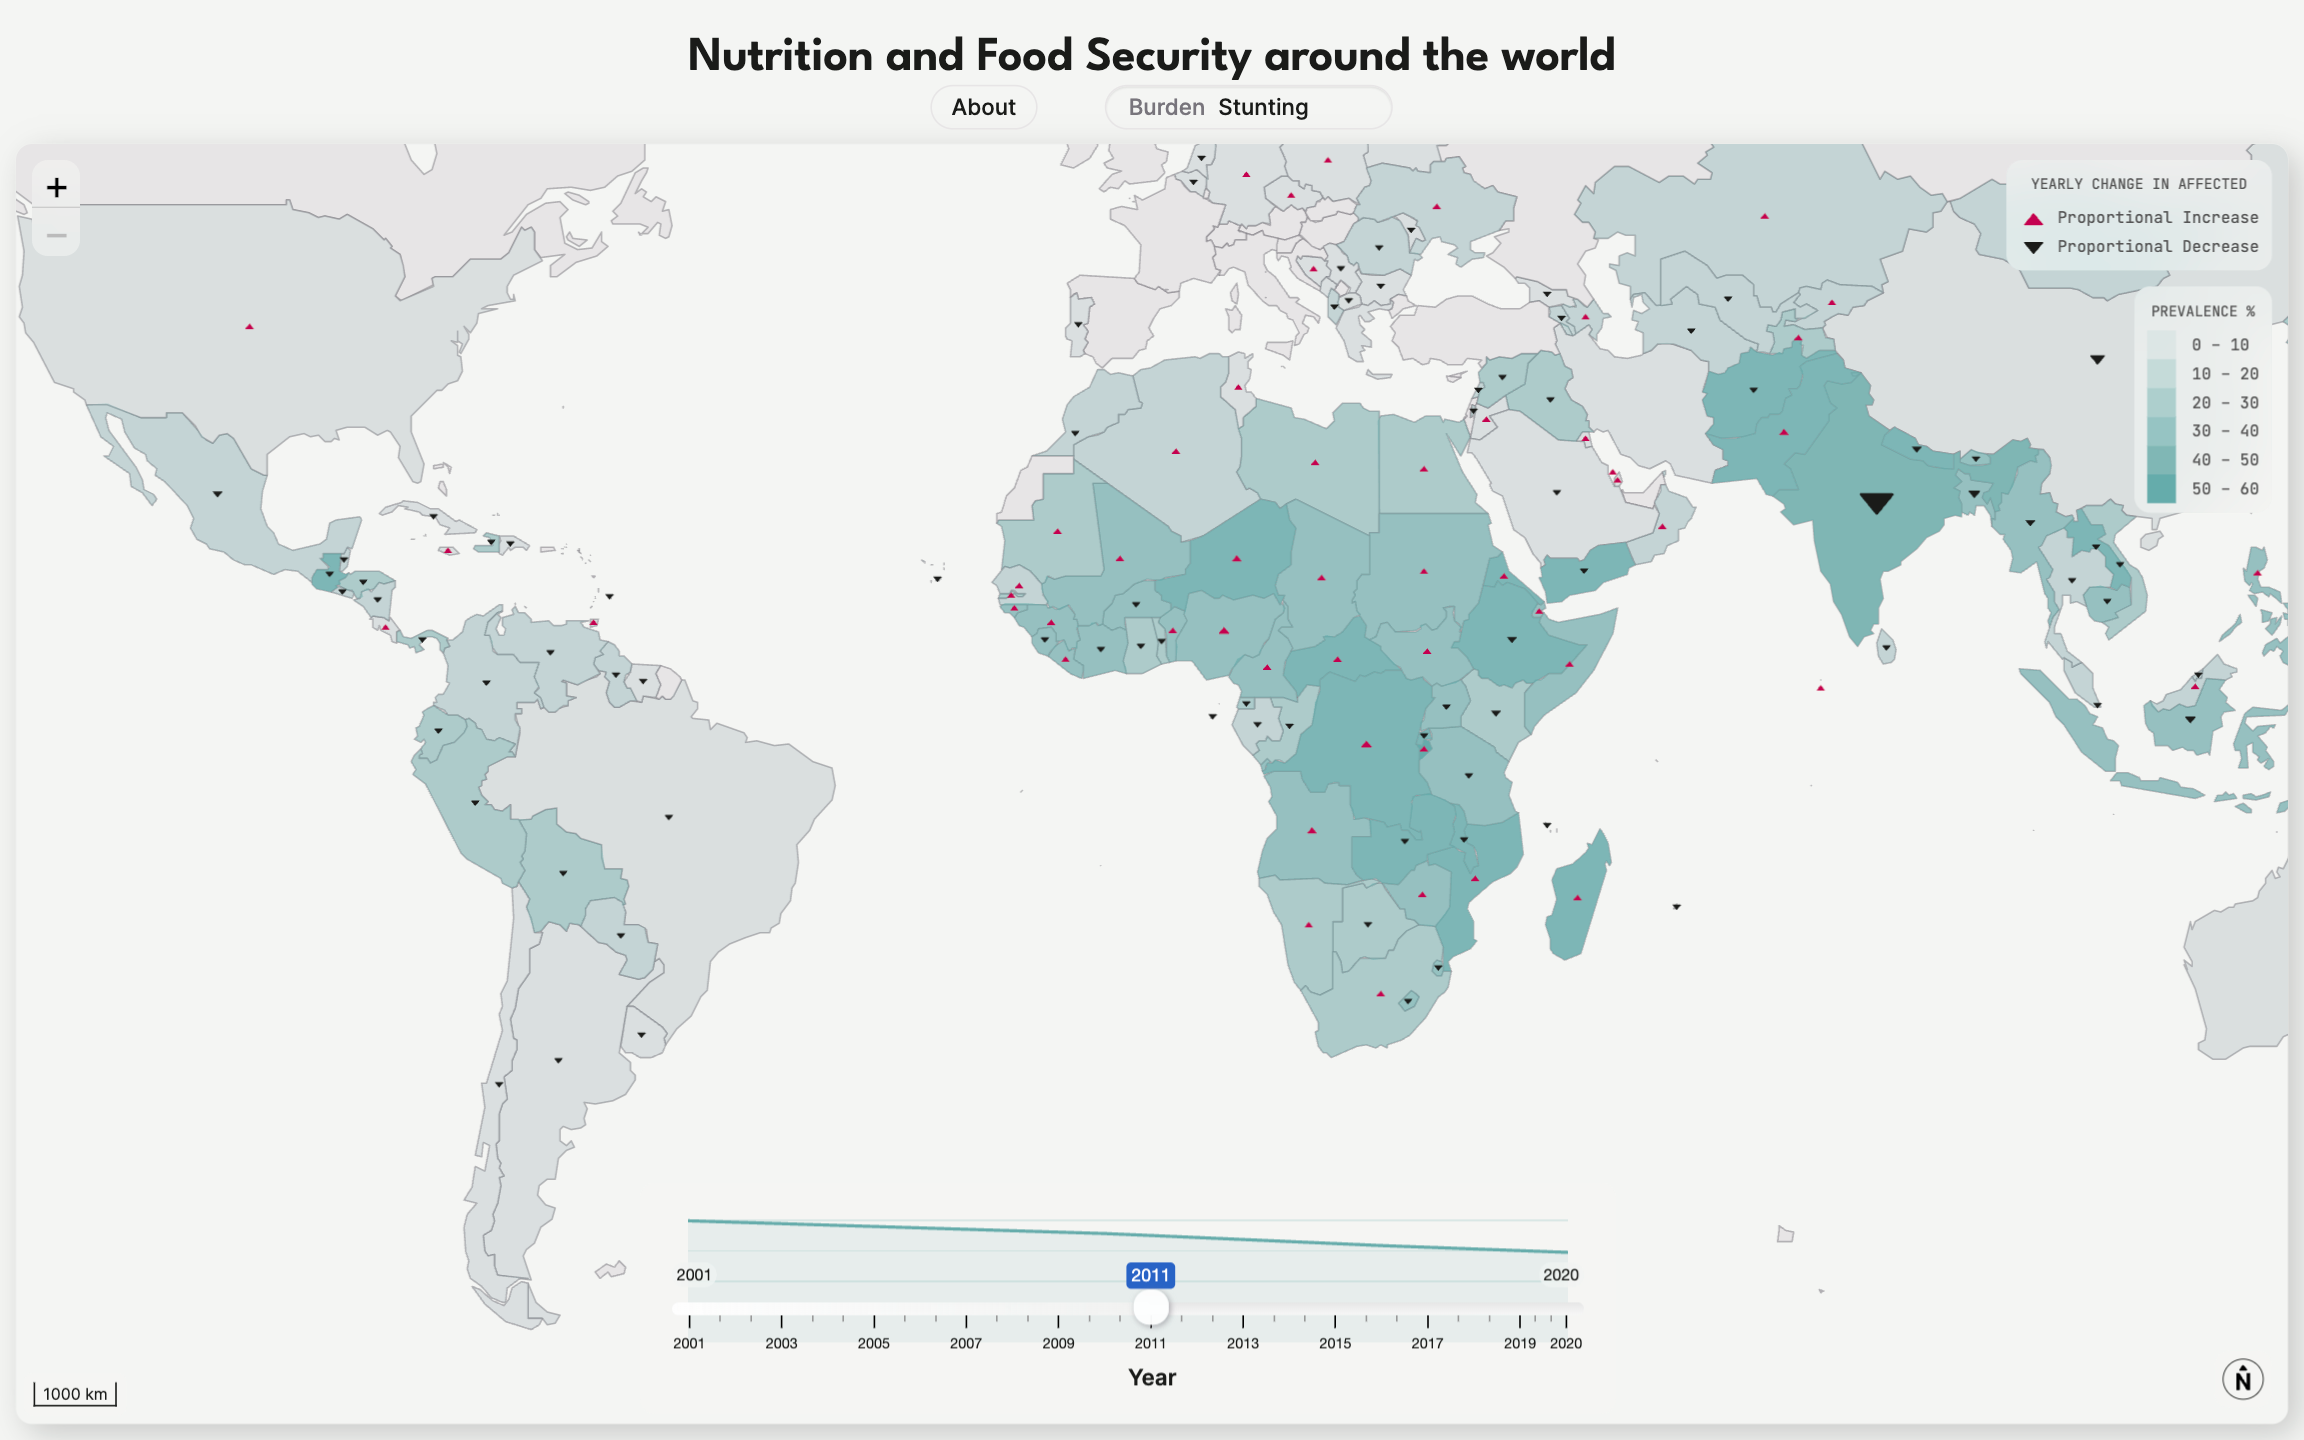 Nutrition and Food Security around the world
About
Burden Stunting
+
−
YEARLY CHANGE IN AFFECTED
Proportional Increase
Proportional Decrease
PREVALENCE %
0 – 10
10 – 20
20 – 30
30 – 40
40 – 50
50 – 60
2001 2011 2020
2001 2003 2005 2007 2009 2011 2013 2015 2017 2019 2020
Year
1000 km
N